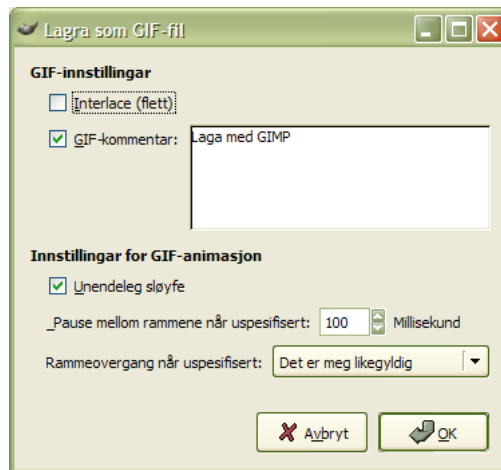 Lagra som GIF-fil
GIF-innstillingar
Interlace (flett)
GIF-kommentar: Laga med GIMP
Innstillingar for GIF-animasjon
Unendeleg sløyfe
_Pause mellom rammene når uspesifisert: 100 Millisekund
Rammeovergang når uspesifisert: Det er meg likegyldig
Avbryt OK